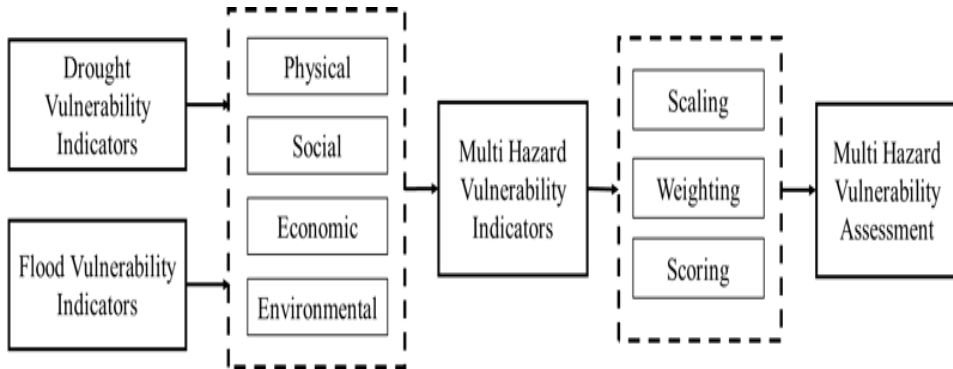 Drought
Vulnerability
Indicators
Flood Vulnerability
Indicators
Physical
Social
Economic
Environmental
Multi Hazard
Vulnerability
Indicators
Scaling
Weighting
Scoring
Multi Hazard
Vulnerability
Assessment